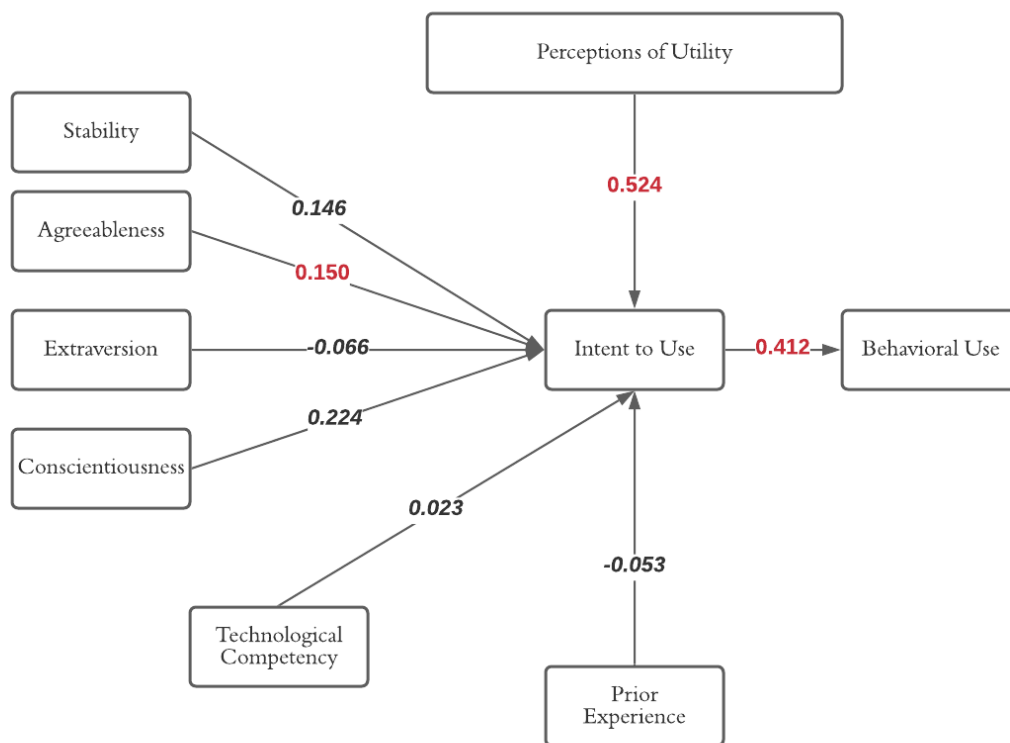 Perceptions of Utility
Stability
0.524
0.146
Agreeableness
0.150
Extraversion
-0.066
Intent to Use
0.412
Behavioral Use
0.224
Conscientiousness
0.023
-0.053
Technological
Competency
Prior
Experience